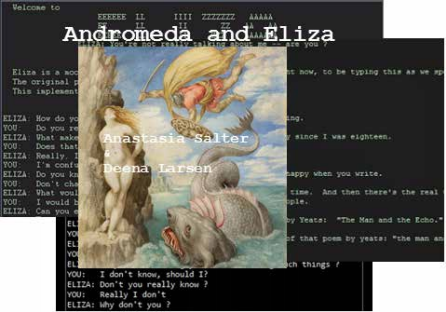 Welcome to
EEEEEE LL IIII ZZZZZZZ AAAAA
Andromeda and Eliza
ELIZA: You're not really talking about me -- are you ?
Eliza is a moc
t now, to be typing this as we sp
The original p
This implement
ELIZA: How do yo
ing.
YOU: Do you re
ELIZA: What make
y since I was eighteen.
YOU: Does that
Anastasia Salter
ELIZA: Really, I
&
YOU: I'm confu
Deena Larsen
ELIZA: Do you kn
happy when you write.
YOU: Don't cha
ELIZA: What woul
time. And then there's the real
YOU: I would b
ople.
ELIZA: Can you e
by Yeats: "The Man and the Echo."
of that poem by yeats: "the man an
ch things ?
YOU: I don't know, should I?
ELIZA: Don't you really know ?
YOU: Really I don't
ELIZA: Why don't you ?